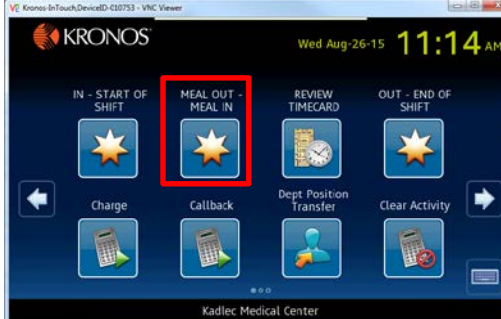 Kronos-InTouch,DeviceID-010753 - VNC Viewer
KRONOS
Wed Aug-26-15 11:14 AM
IN - START OF
SHIFT
MEAL OUT -
MEAL IN
REVIEW
TIMECARD
OUT - END OF
SHIFT
Charge
Callback
Dept Position
Transfer
Clear Activity
Kadlec Medical Center